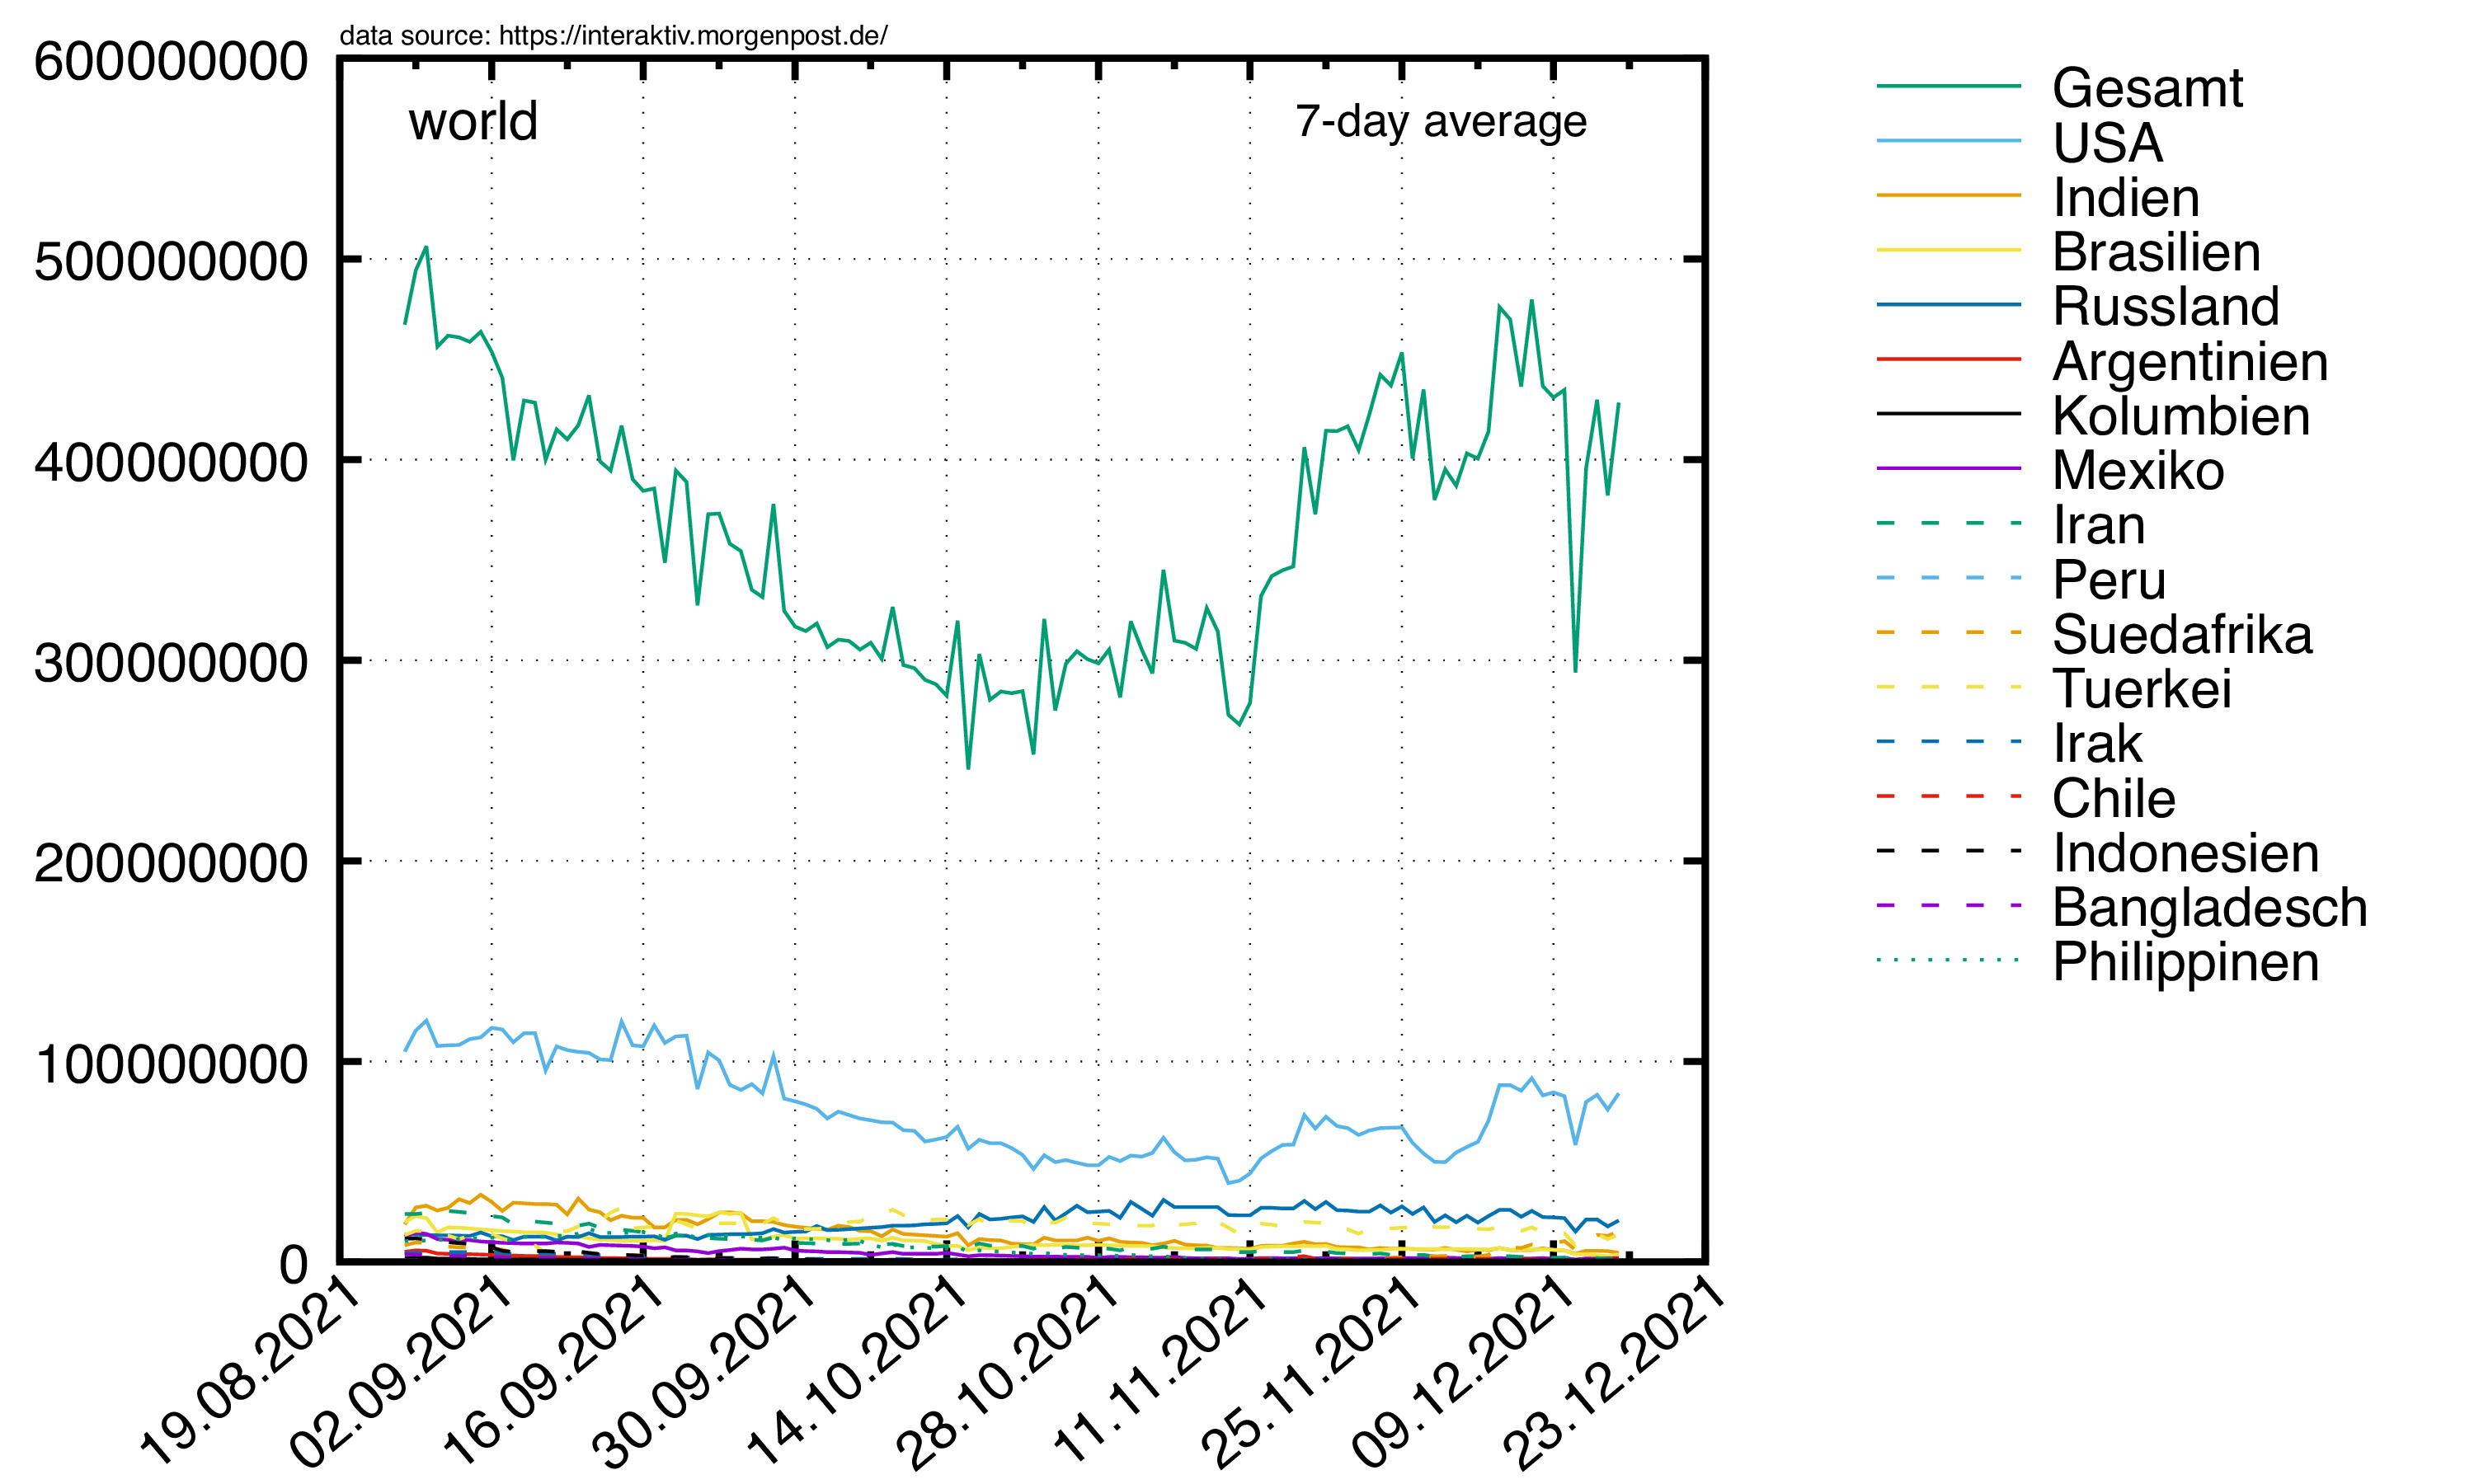 data source: https://interaktiv.morgenpost.de/
world
7-day average
600000000
500000000
400000000
300000000
200000000
100000000
0
19.08.2021
02.09.2021
16.09.2021
30.09.2021
14.10.2021
28.10.2021
11.11.2021
25.11.2021
09.12.2021
23.12.2021
Gesamt
USA
Indien
Brasilien
Russland
Argentinien
Kolumbien
Mexiko
Iran
Peru
Suedafrika
Tuerkei
Irak
Chile
Indonesien
Bangladesch
Philippinen